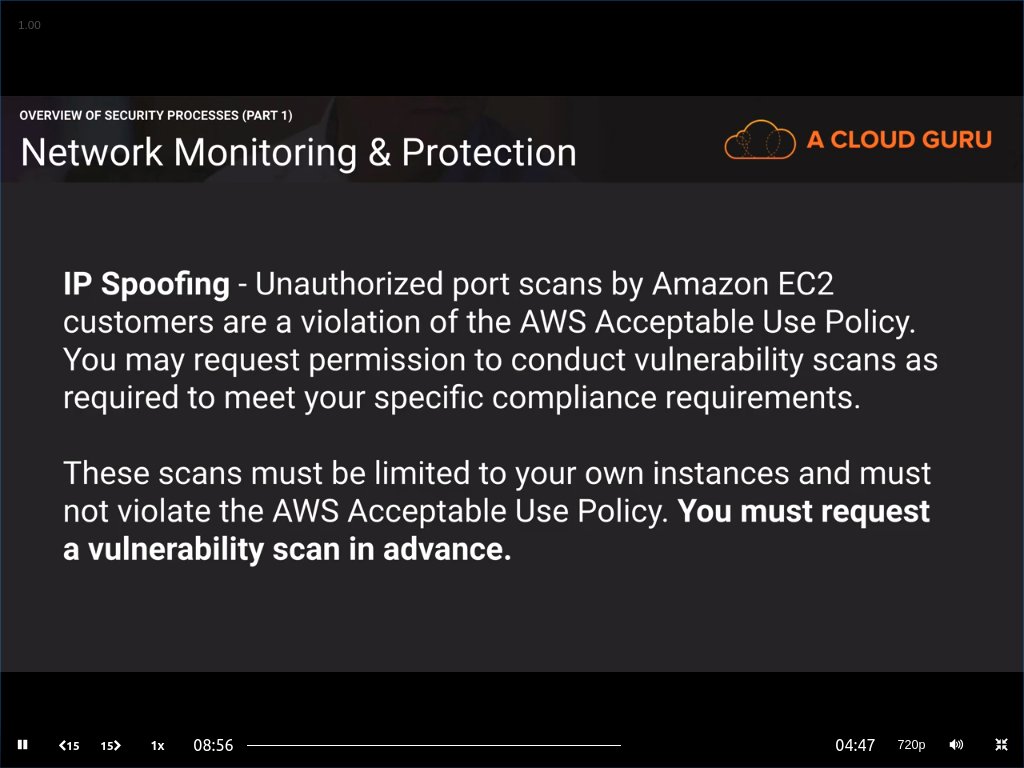 1.00
OVERVIEW OF SECURITY PROCESSES (PART 1)
Network Monitoring & Protection
A CLOUD GURU
IP Spoofing - Unauthorized port scans by Amazon EC2
customers are a violation of the AWS Acceptable Use Policy.
You may request permission to conduct vulnerability scans as
required to meet your specific compliance requirements.
These scans must be limited to your own instances and must
not violate the AWS Acceptable Use Policy. You must request
a vulnerability scan in advance.
15 15 1x 08:56 04:47 720p